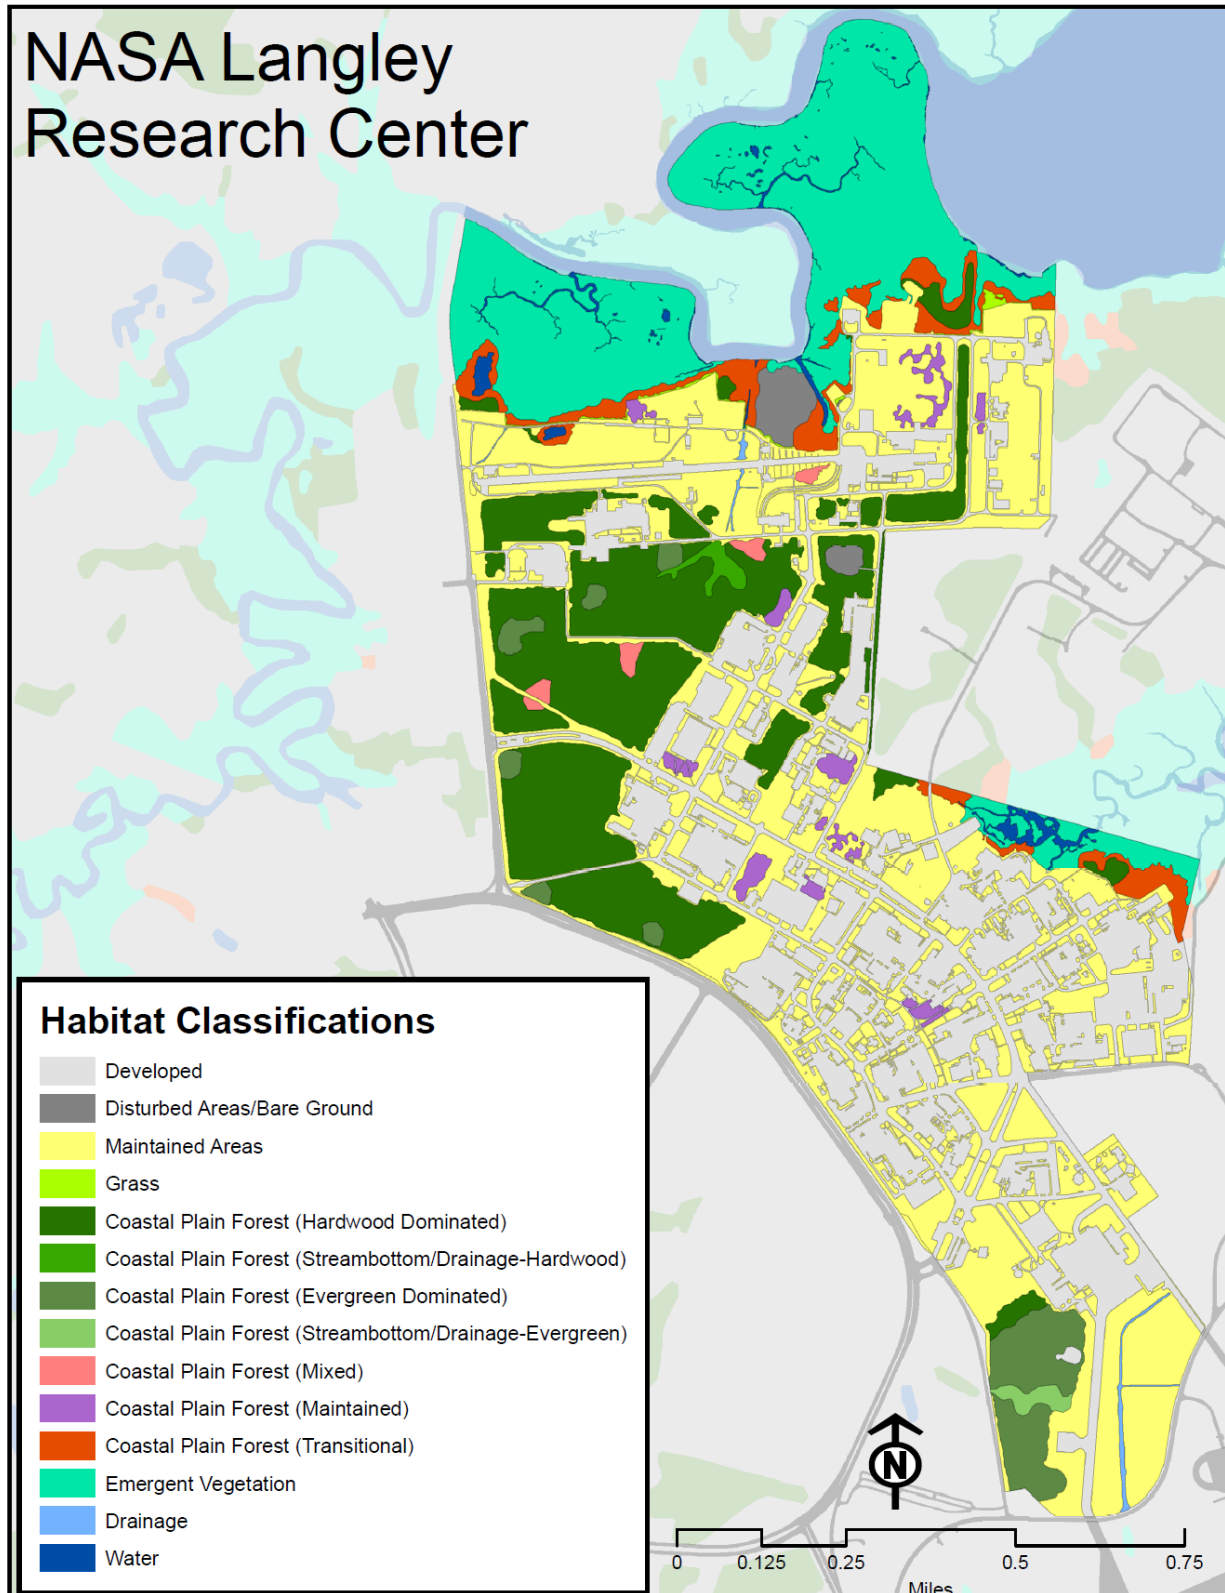 NASA Langley
Research Center
Habitat Classifications
Developed
Disturbed Areas/Bare Ground
Maintained Areas
Grass
Coastal Plain Forest (Hardwood Dominated)
Coastal Plain Forest (Streambottom/Drainage-Hardwood)
Coastal Plain Forest (Evergreen Dominated)
Coastal Plain Forest (Streambottom/Drainage-Evergreen)
Coastal Plain Forest (Mixed)
Coastal Plain Forest (Maintained)
Coastal Plain Forest (Transitional)
Emergent Vegetation
Drainage
Water
N
0 0.125 0.25 0.5 0.75
Miles